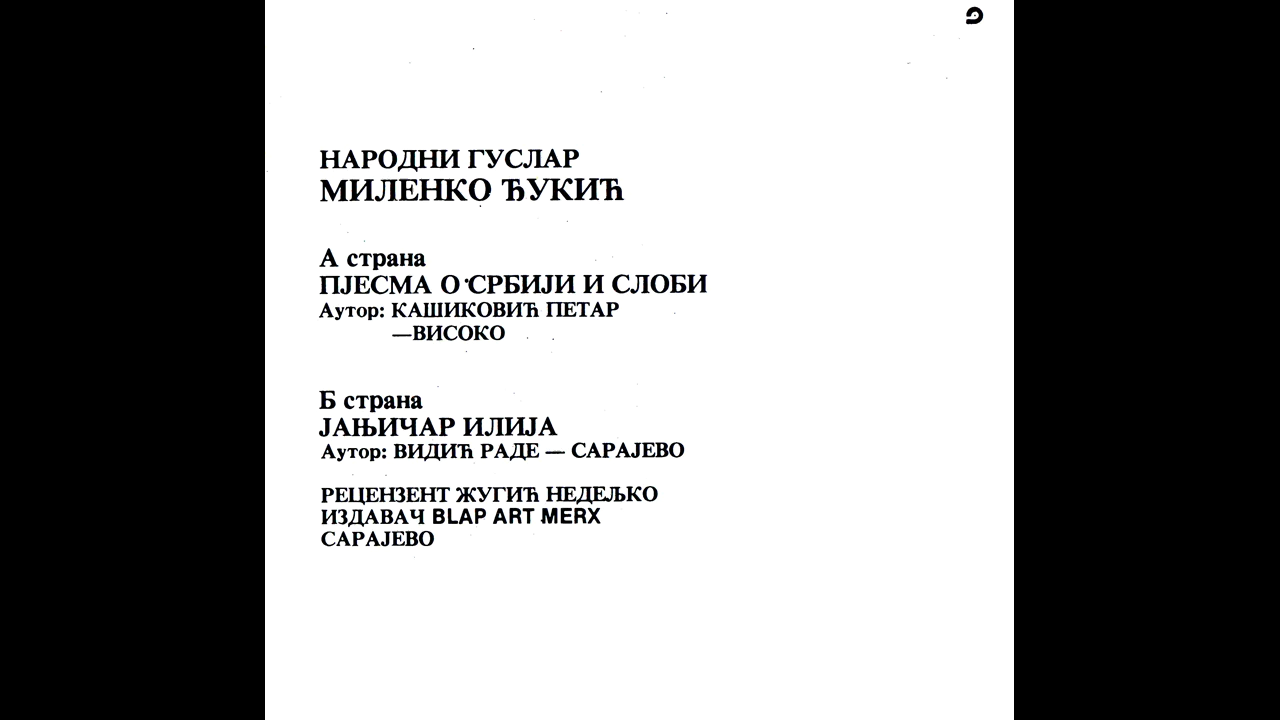 НАРОДНИ ГУСЛАР
МИЛЕНКО ЂУКИЋ
А страна
ПЈЕСМА О СРБИЈИ И СЛОБИ
Аутор: КАШИКОВИЋ ПЕТАР
—ВИСОКО
Б страна
ЈАЊИЧАР ИЛИЈА
Аутор: ВИДИЋ РАДЕ — САРАЈЕВО
РЕЦЕНЗЕНТ ЖУГИЋ НЕДЕЉКО
ИЗДАВАЧ BLAP ART MERX
САРАЈЕВО